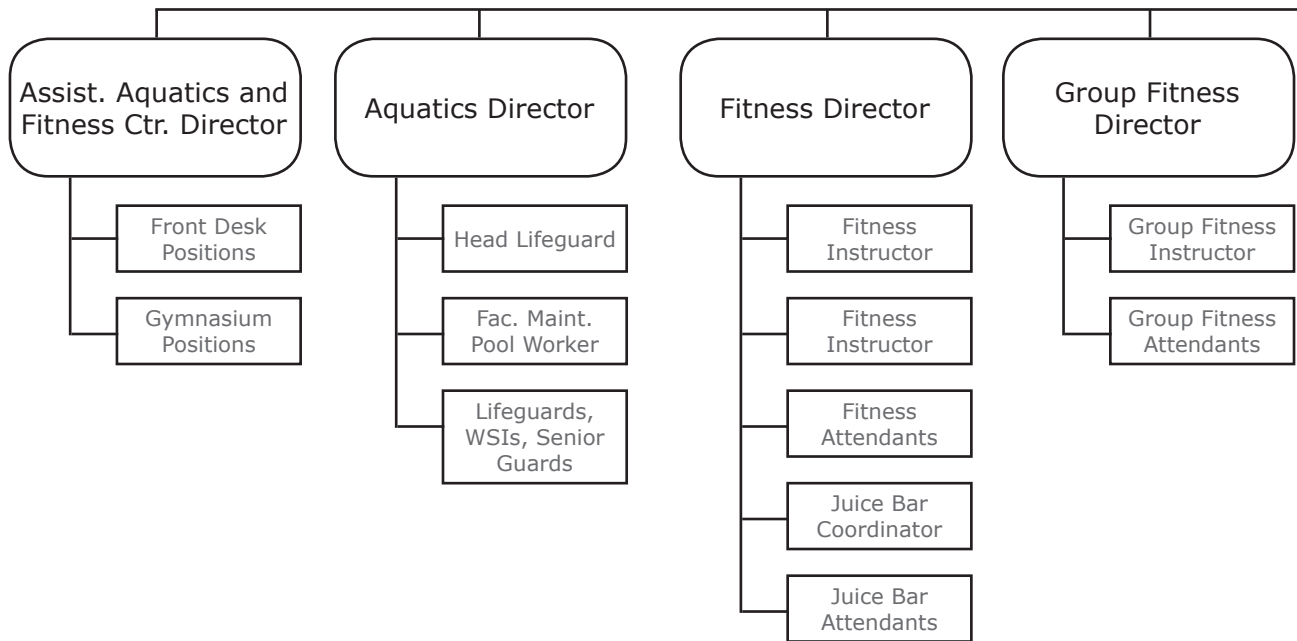 Assist. Aquatics and
Fitness Ctr. Director
Front Desk
Positions
Gymnasium
Positions
Aquatics Director
Head Lifeguard
Fac. Maint.
Pool Worker
Lifeguards,
WSIs, Senior
Guards
Fitness Director
Fitness
Instructor
Fitness
Instructor
Fitness
Attendants
Juice Bar
Coordinator
Juice Bar
Attendants
Group Fitness
Director
Group Fitness
Instructor
Group Fitness
Attendants